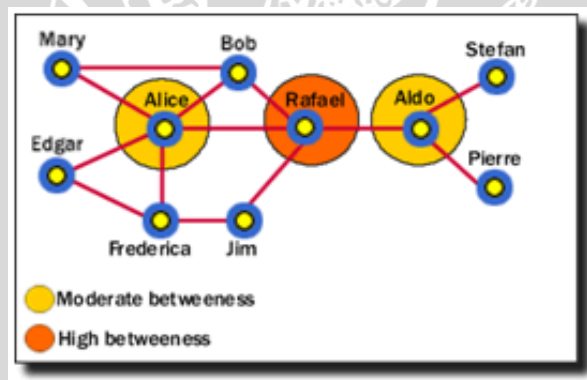 Mary
Bob
Stefan
Alice
Rafael
Aldo
Edgar
Pierre
Frederica
Jim
Moderate betweeness
High betweeness